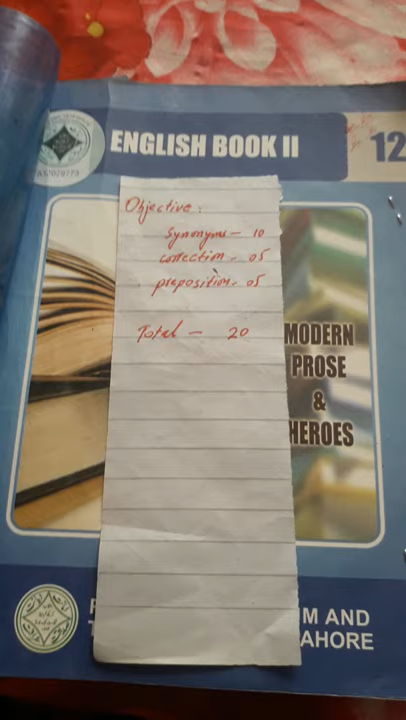 ENGLISH BOOK II
12
Objective :
Synonyms - 10
correction - 05
preposition - 05
Total - 20
MODERN
PROSE
&
HEROES
M AND
AHORE